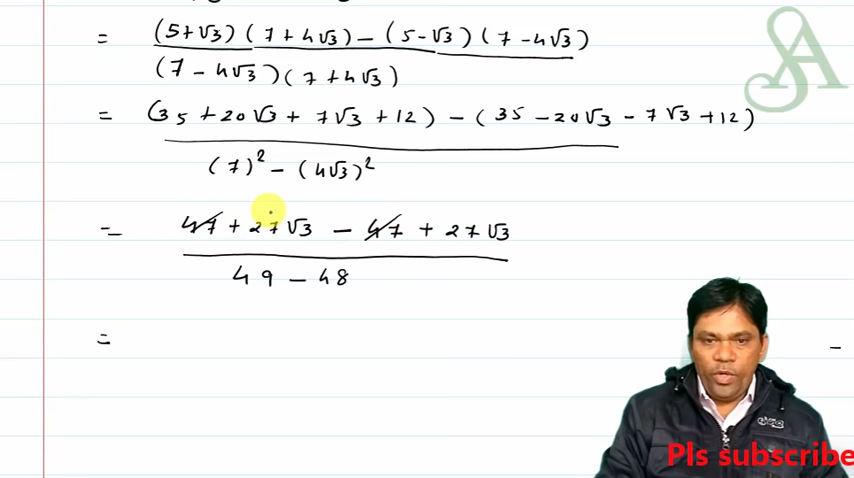 = (5+√3)(7+4√3) - (5-√3)(7-4√3)
(7-4√3)(7+4√3)
= (35+20√3+7√3+12) - (35-20√3-7√3+12)
(7)² - (4√3)²
= 47+27√3 - 47+27√3
49-48
=
-
Pls subscribe